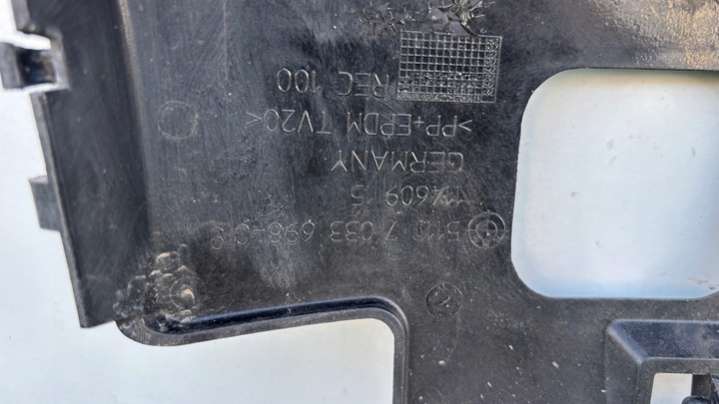 7 033 698
GERMANY
>PP+EPDM TV20<
REC 100